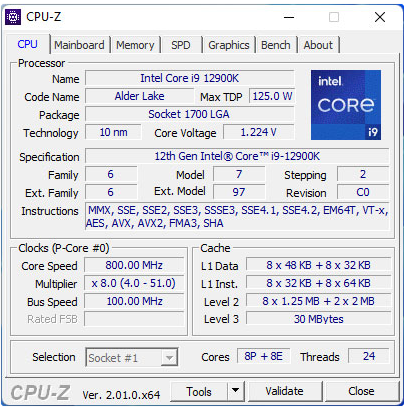 CPU-Z
CPU Mainboard Memory SPD Graphics Bench About
Processor
Name Intel Core i9 12900K
Code Name Alder Lake Max TDP 125.0 W
Package Socket 1700 LGA
Technology 10 nm Core Voltage 1.224 V
intel
CORE
i9
Specification 12th Gen Intel® Core™ i9-12900K
Family 6 Model 7 Stepping 2
Ext. Family 6 Ext. Model 97 Revision C0
Instructions MMX, SSE, SSE2, SSE3, SSSE3, SSE4.1, SSE4.2, EM64T, VT-x,
AES, AVX, AVX2, FMA3, SHA
Clocks (P-Core #0)
Core Speed 800.00 MHz
Multiplier x 8.0 (4.0 - 51.0)
Bus Speed 100.00 MHz
Rated FSB
Cache
L1 Data 8 x 48 KB + 8 x 32 KB
L1 Inst. 8 x 32 KB + 8 x 64 KB
Level 2 8 x 1.25 MB + 2 x 2 MB
Level 3 30 MBytes
Selection Socket #1 Cores 8P + 8E Threads 24
CPU-Z Ver. 2.01.0.x64 Tools Validate Close